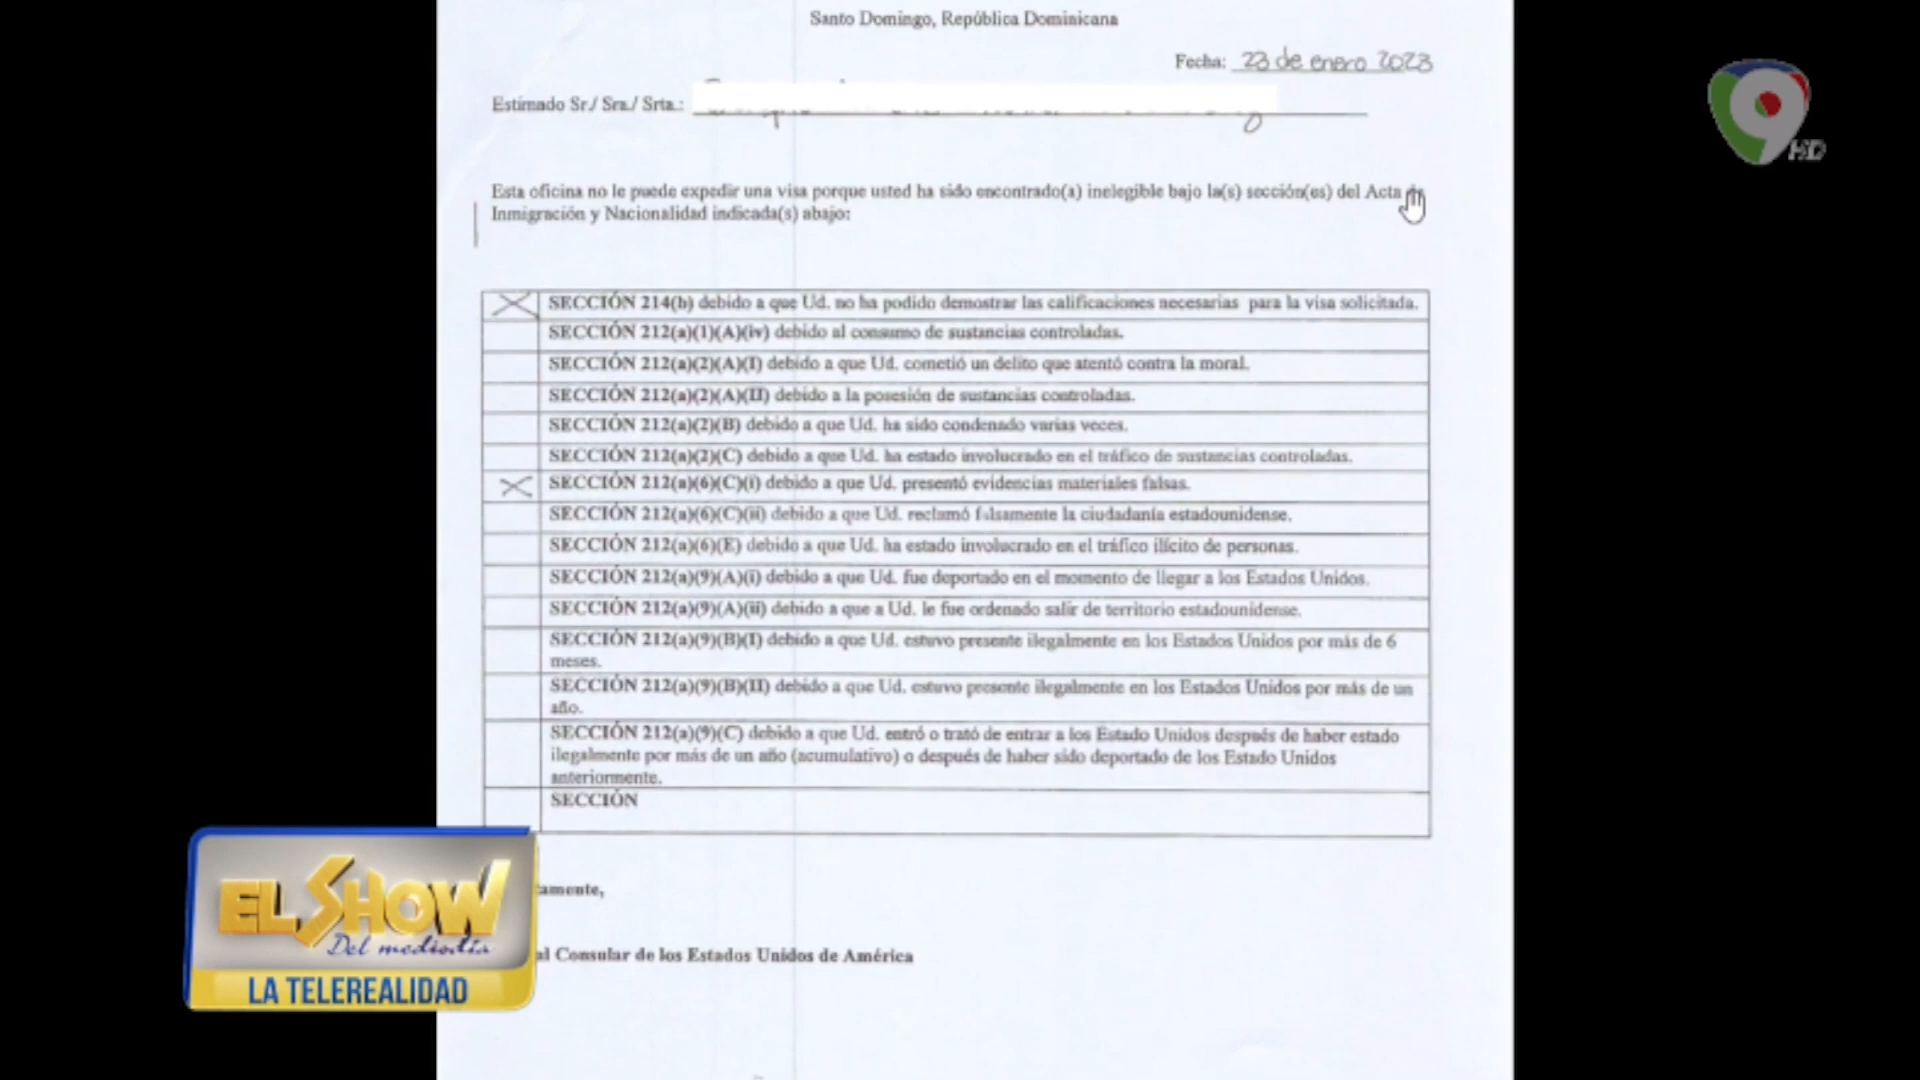 Santo Domingo, República Dominicana
Fecha: 23 de enero 2023
Estimado Sr./ Sra./ Srta.:
Esta oficina no le puede expedir una visa porque usted ha sido encontrado(a) inelegible bajo la(s) sección(es) del Acta de
Inmigración y Nacionalidad indicada(s) abajo:
SECCIÓN 214(b) debido a que Ud. no ha podido demostrar las calificaciones necesarias para la visa solicitada.
SECCIÓN 212(a)(1)(A)(iv) debido al consumo de sustancias controladas.
SECCIÓN 212(a)(2)(A)(I) debido a que Ud. cometió un delito que atentó contra la moral.
SECCIÓN 212(a)(2)(A)(II) debido a la posesión de sustancias controladas.
SECCIÓN 212(a)(2)(B) debido a que Ud. ha sido condenado varias veces.
SECCIÓN 212(a)(2)(C) debido a que Ud. ha estado involucrado en el tráfico de sustancias controladas.
SECCIÓN 212(a)(6)(C)(i) debido a que Ud. presentó evidencias materiales falsas.
SECCIÓN 212(a)(6)(C)(ii) debido a que Ud. reclamó falsamente la ciudadanía estadounidense.
SECCIÓN 212(a)(6)(E) debido a que Ud. ha estado involucrado en el tráfico ilícito de personas.
SECCIÓN 212(a)(9)(A)(i) debido a que Ud. fue deportado en el momento de llegar a los Estados Unidos.
SECCIÓN 212(a)(9)(A)(ii) debido a que a Ud. le fue ordenado salir de territorio estadounidense.
SECCIÓN 212(a)(9)(B)(I) debido a que Ud. estuvo presente ilegalmente en los Estados Unidos por más de 6
meses.
SECCIÓN 212(a)(9)(B)(II) debido a que Ud. estuvo presente ilegalmente en los Estados Unidos por más de un
año.
SECCIÓN 212(a)(9)(C) debido a que Ud. entró o trató de entrar a los Estado Unidos después de haber estado
ilegalmente por más de un año (acumulativo) o después de haber sido deportado de los Estado Unidos
anteriormente.
SECCIÓN
tamente,
al Consular de los Estados Unidos de América
EL SHOW
Del mediodía
LA TELEREALIDAD
9
HD